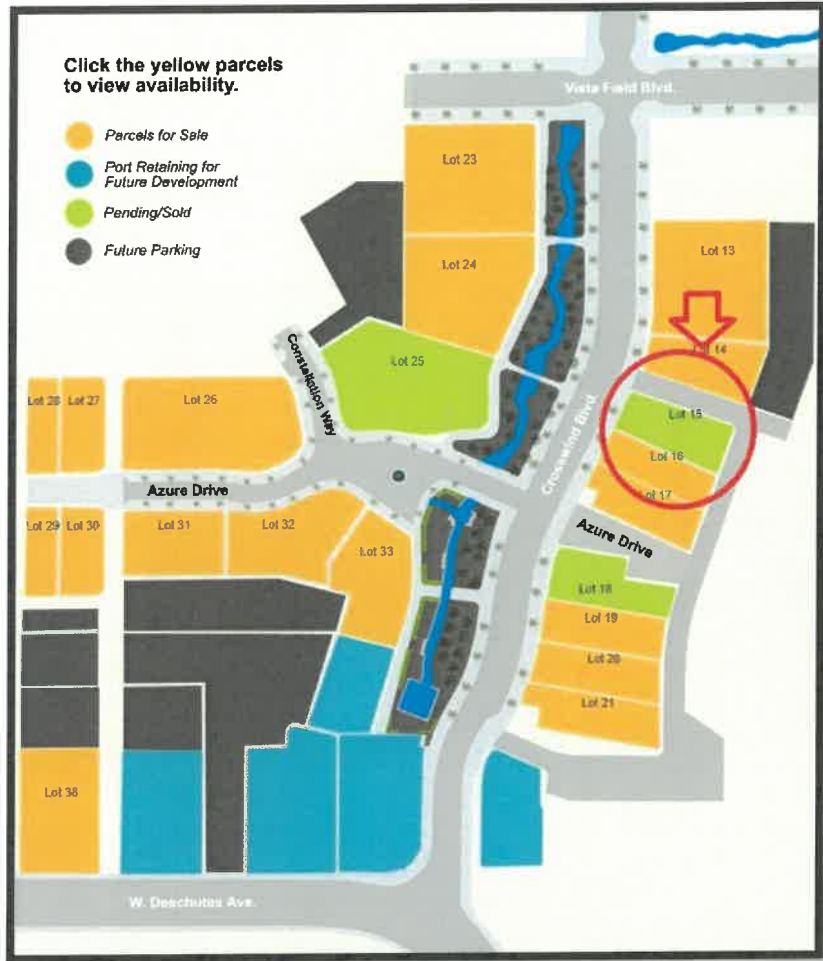 Click the yellow parcels
to view availability.
Parcels for Sale
Port Retaining for
Future Development
Pending/Sold
Future Parking
Vista Field Blvd.
Lot 23
Lot 13
Lot 24
Lot 14
Constellation Way
Lot 25
Lot 28
Lot 27
Lot 26
Lot 15
Crosswind Blvd.
Lot 16
Azure Drive
Lot 17
Lot 29
Lot 30
Lot 31
Lot 32
Lot 33
Azure Drive
Lot 18
Lot 19
Lot 20
Lot 21
Lot 38
W. Deschutes Ave.